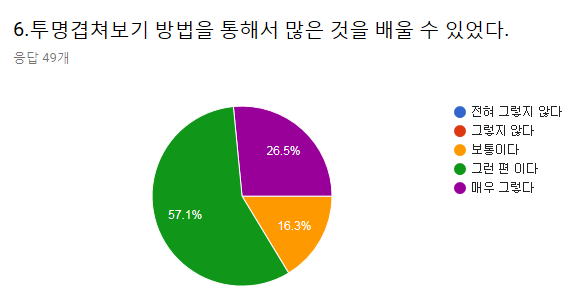 6.투명겹쳐보기 방법을 통해서 많은 것을 배울 수 있었다.
응답 49개
전혀 그렇지 않다
그렇지 않다
보통이다
그런 편 이다
매우 그렇다
26.5%
57.1%
16.3%